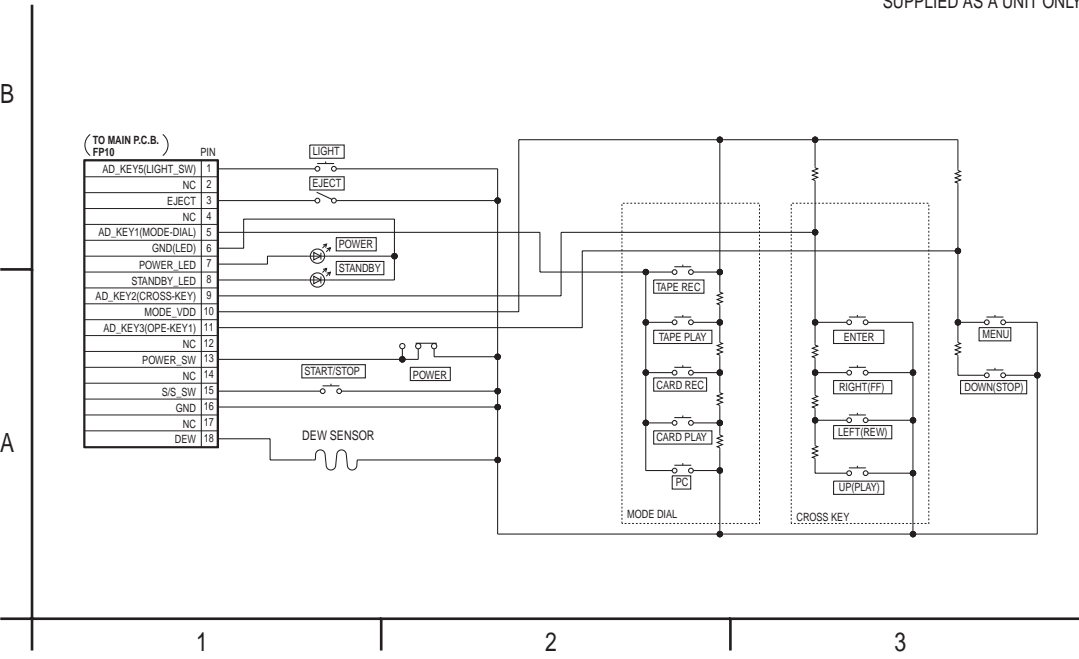 SUPPLIED AS A UNIT ONLY
B
(TO MAIN P.C.B.)
FP10
PIN
AD_KEY5(LIGHT_SW) 1
NC 2
EJECT 3
NC 4
AD_KEY1(MODE-DIAL) 5
GND(LED) 6
POWER_LED 7
STANDBY_LED 8
AD_KEY2(CROSS-KEY) 9
MODE_VDD 10
AD_KEY3(OPE-KEY1) 11
NC 12
POWER_SW 13
NC 14
S/S_SW 15
GND 16
NC 17
DEW 18
LIGHT
EJECT
POWER
STANDBY
START/STOP
POWER
DEW SENSOR
TAPE REC
TAPE PLAY
CARD REC
CARD PLAY
PC
MODE DIAL
ENTER
RIGHT(FF)
LEFT(REW)
UP(PLAY)
CROSS KEY
MENU
DOWN(STOP)
A
1
2
3